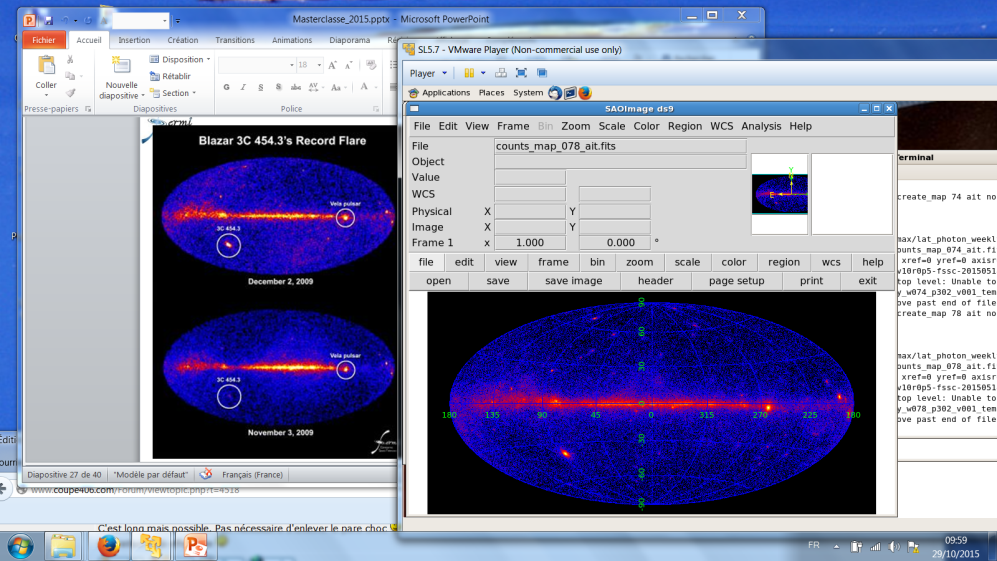 Masterclasse_2015.pptx - Microsoft PowerPoint
Fichier Accueil Insertion Création Transitions Animations Diaporama
Coller
Nouvelle diapositive
Disposition
Rétablir
Section
18
Presse-papiers Diapositives Police
Blazar 3C 454.3's Record Flare
Vela pulsar
3C 454.3
December 2, 2009
Vela pulsar
3C 454.3
November 3, 2009
Diapositive 27 de 40 "Modèle par défaut" Français (France)
www.coupe406.com/Forum/viewtopic.php?t=4518
C'est long mais possible. Pas nécessaire d'enlever le pare choc
SL5.7 - VMware Player (Non-commercial use only)
Player
Applications Places System
SAOImage ds9
File Edit View Frame Bin Zoom Scale Color Region WCS Analysis Help
File counts_map_078_ait.fits
Object
Value
WCS
Physical X Y
Image X Y
Frame 1 x 1.000 0.000 °
Y
E
file edit view frame bin zoom scale color region wcs help
open save save image header page setup print exit
90
60
30
180 135 90 45 0 315 270 225 180
30
-60
-90
Terminal
create_map 74 ait no
max/lat_photon_weekl
ounts_map_074_ait.fi
xref=0 yref=0 axisr
v10r0p5-fssc-2015051
top level: Unable to
y_w074_p302_v001_tem
ove past end of file
create_map 78 ait no
max/lat_photon_weekl
ounts_map_078_ait.fi
xref=0 yref=0 axisr
v10r0p5-fssc-2015051
top level: Unable to
y_w078_p302_v001_tem
ove past end of file
FR
09:59
29/10/2015